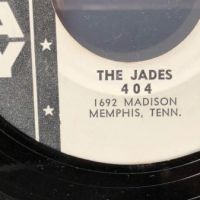 A
Y
THE JADES
404
1692 MADISON
MEMPHIS, TENN.